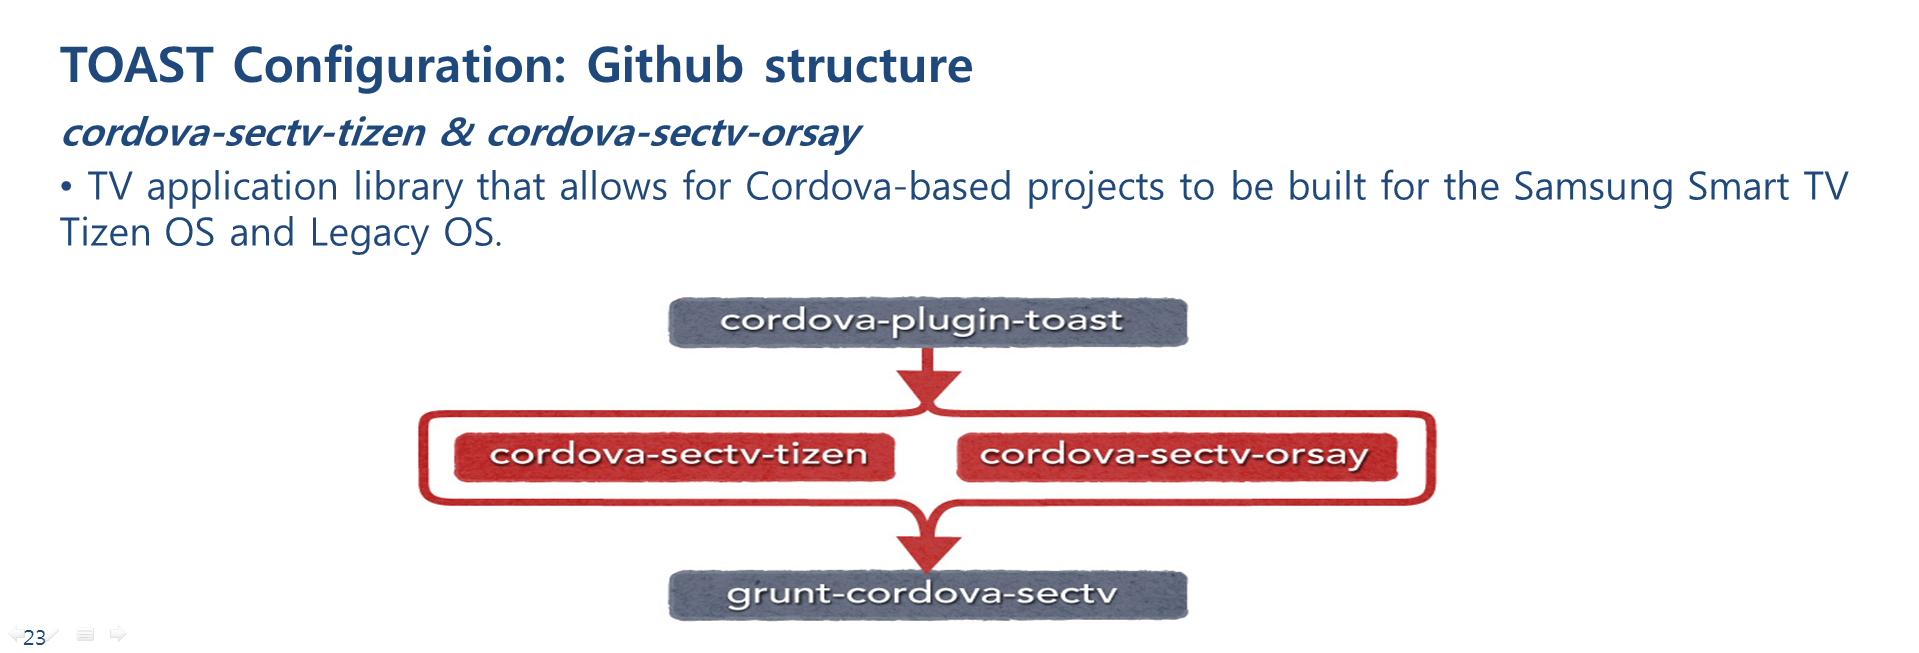 TOAST Configuration: Github structure
cordova-sectv-tizen & cordova-sectv-orsay
• TV application library that allows for Cordova-based projects to be built for the Samsung Smart TV
Tizen OS and Legacy OS.
cordova-plugin-toast
cordova-sectv-tizen cordova-sectv-orsay
grunt-cordova-sectv
23